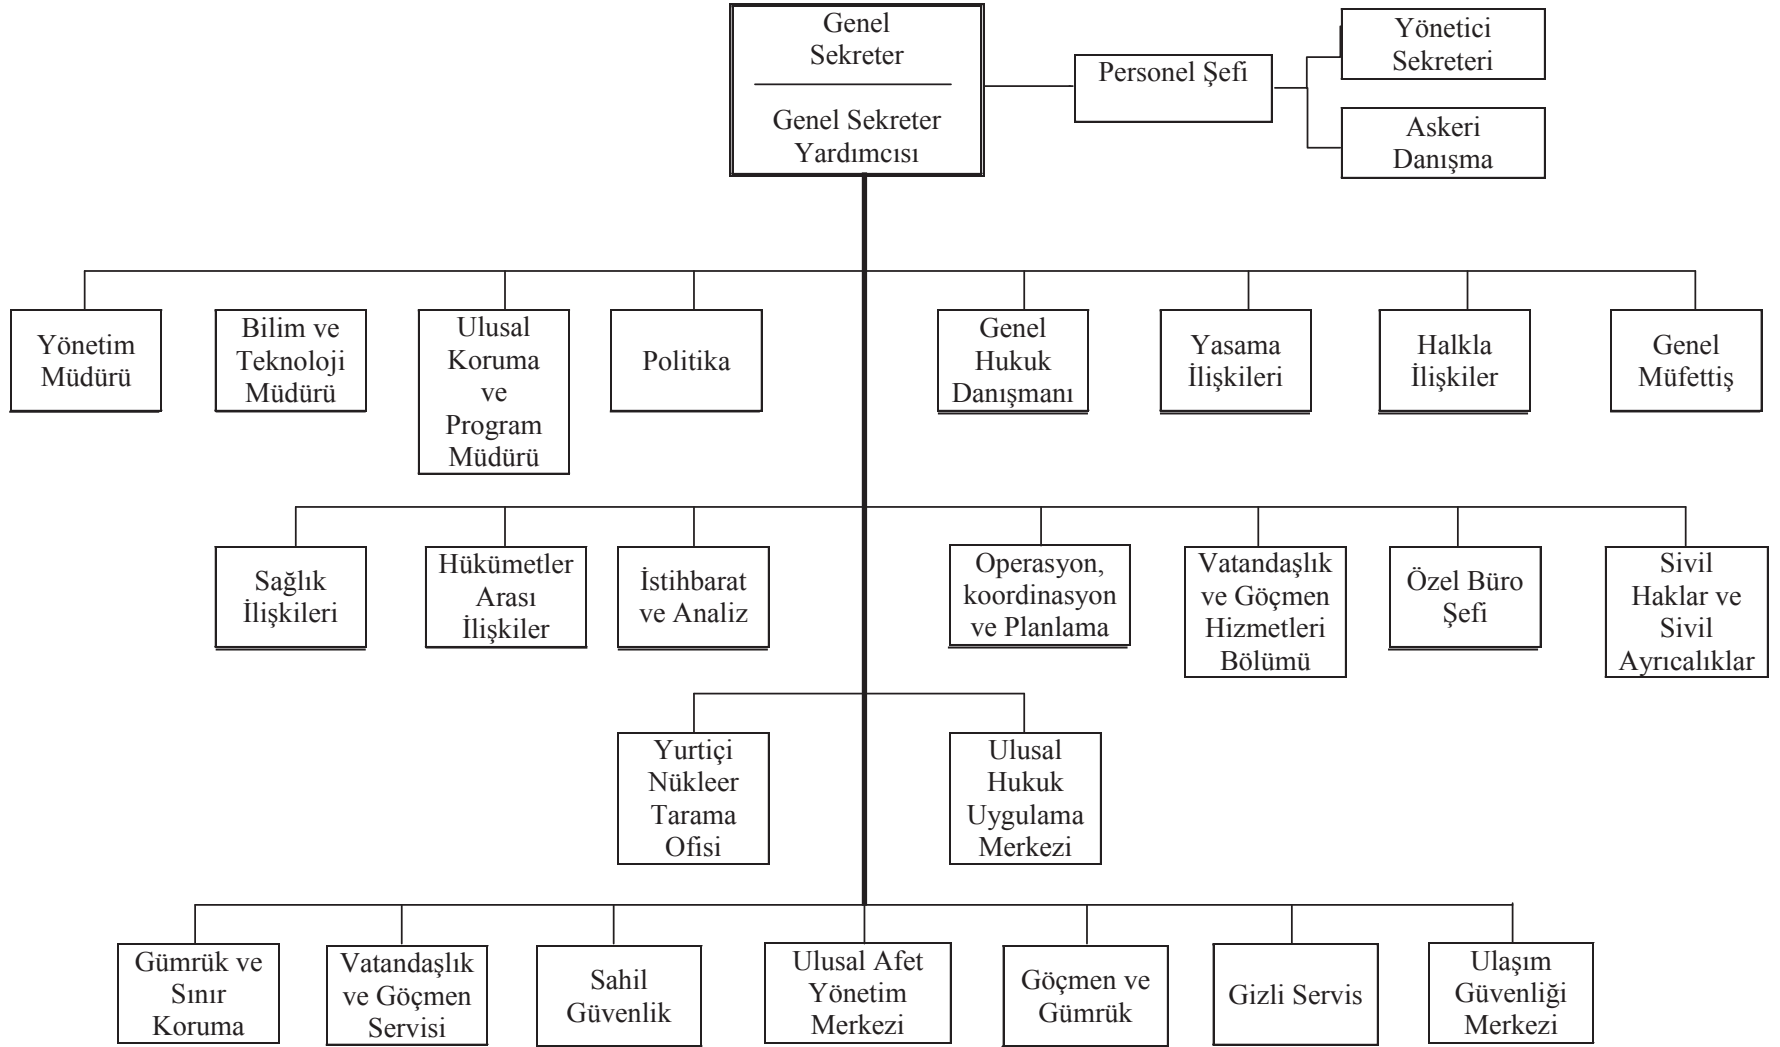 Genel
Sekreter
Genel Sekreter
Yardımcısı
Personel Şefi
Yönetici
Sekreteri
Askeri
Danışma
Yönetim
Müdürü
Bilim ve
Teknoloji
Müdürü
Ulusal
Koruma
ve
Program
Müdürü
Politika
Genel
Hukuk
Danışmanı
Yasama
İlişkileri
Halkla
İlişkiler
Genel
Müfettiş
Sağlık
İlişkileri
Hükümetler
Arası
İlişkiler
İstihbarat
ve Analiz
Operasyon,
koordinasyon
ve Planlama
Vatandaşlık
ve Göçmen
Hizmetleri
Bölümü
Özel Büro
Şefi
Sivil
Haklar ve
Sivil
Ayrıcalıklar
Yurtiçi
Nükleer
Tarama
Ofisi
Ulusal
Hukuk
Uygulama
Merkezi
Gümrük ve
Sınır
Koruma
Vatandaşlık
ve Göçmen
Servisi
Sahil
Güvenlik
Ulusal Afet
Yönetim
Merkezi
Göçmen ve
Gümrük
Gizli Servis
Ulaşım
Güvenliği
Merkezi